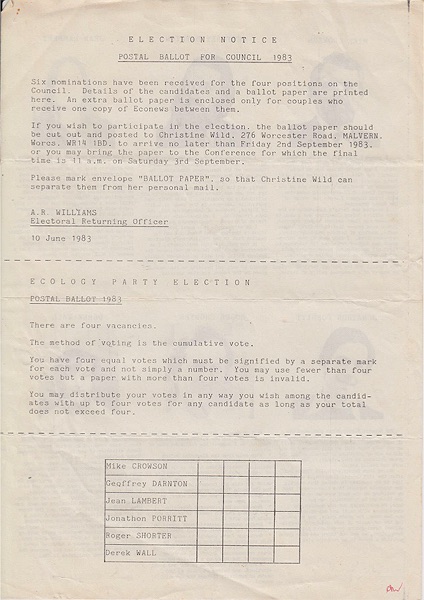 ELECTION NOTICE
POSTAL BALLOT FOR COUNCIL 1983
Six nominations have been received for the four positions on the
Council. Details of the candidates and a ballot paper are printed
here. An extra ballot paper is enclosed only for couples who
receive one copy of Econews between them.
If you wish to participate in the election, the ballot paper should
be cut out and posted to Christine Wild, 276 Worcester Road, MALVERN,
Worcs, WR14 1BD, to arrive no later than Friday 2nd September 1983,
or you may bring the paper to the Conference for which the final
time is 11 a.m. on Saturday 3rd September.
Please mark envelope "BALLOT PAPER", so that Christine Wild can
separate them from her personal mail.
A.R. WILLIAMS
Electoral Returning Officer
10 June 1983
ECOLOGY PARTY ELECTION
POSTAL BALLOT 1983
There are four vacancies.
The method of voting is the cumulative vote.
You have four equal votes which must be signified by a separate mark
for each vote and not simply a number. You may use fewer than four
votes but a paper with more than four votes is invalid.
You may distribute your votes in any way you wish among the candid-
ates with up to four votes for any candidate as long as your total
does not exceed four.
Mike CROWSON
Geoffrey DARNTON
Jean LAMBERT
Jonathon PORRITT
Roger SHORTER
Derek WALL